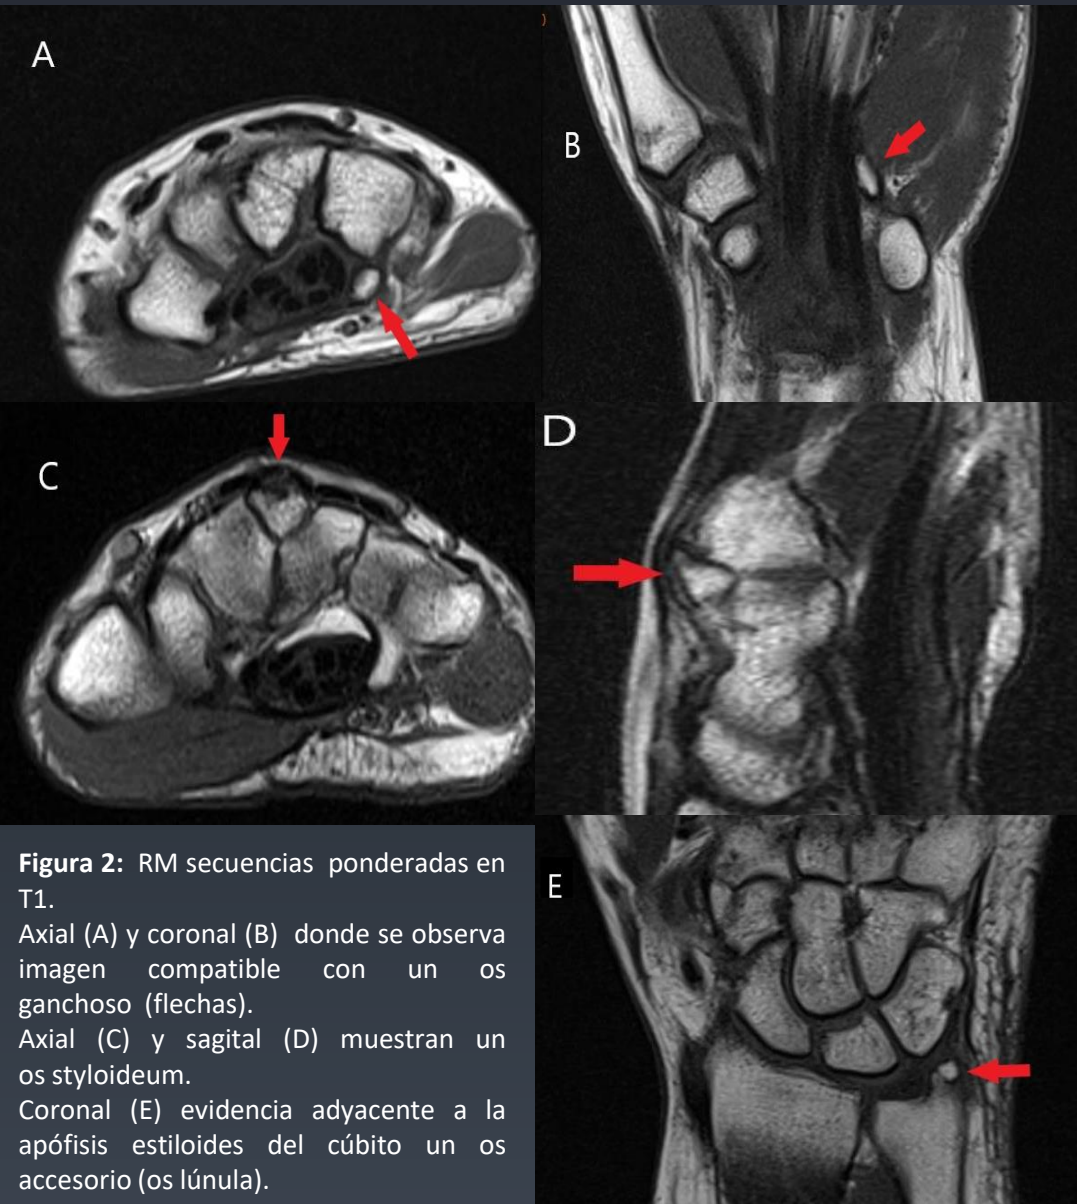 A
B
C
D
E
Figura 2: RM secuencias ponderadas en
T1.
Axial (A) y coronal (B) donde se observa
imagen compatible con un os
ganchoso (flechas).
Axial (C) y sagital (D) muestran un
os styloideum.
Coronal (E) evidencia adyacente a la
apófisis estiloides del cúbito un os
accesorio (os lúnula).